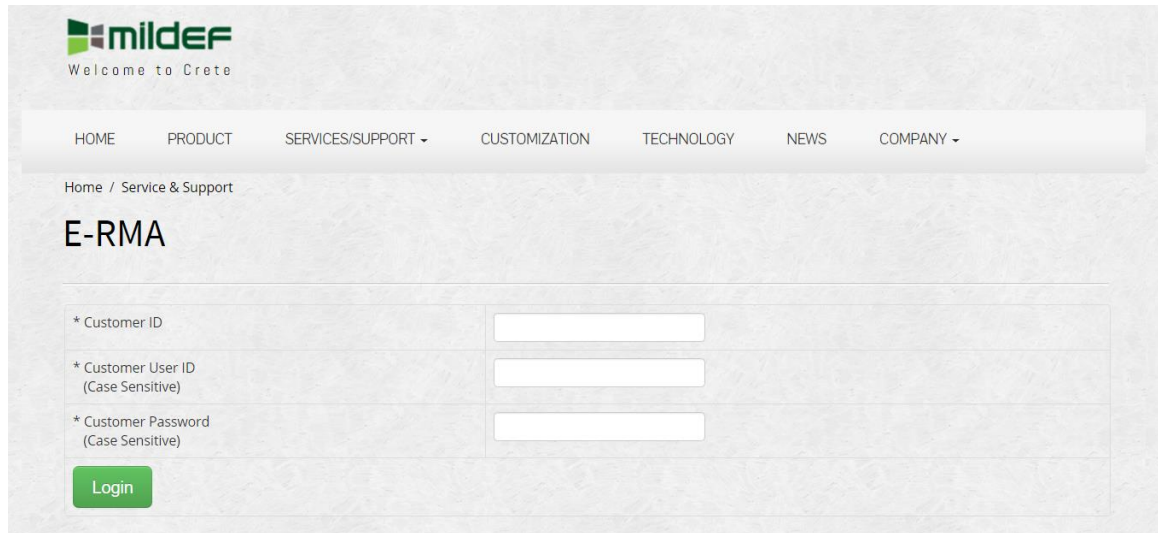 mildef
Welcome to Crete
HOME PRODUCT SERVICES/SUPPORT CUSTOMIZATION TECHNOLOGY NEWS COMPANY
Home / Service & Support
E-RMA
* Customer ID
* Customer User ID
(Case Sensitive)
* Customer Password
(Case Sensitive)
Login